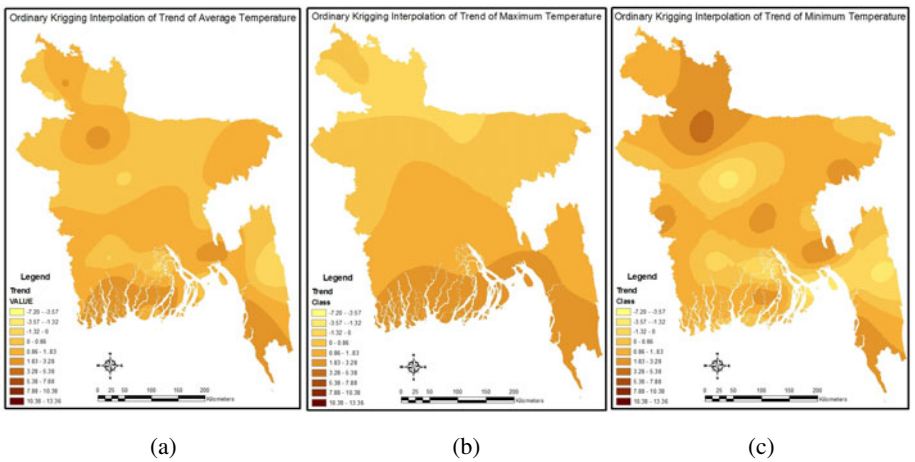 Ordinary Krigging Interpolation of Trend of Average Temperature
Legend
Trend
VALUE
-7.20 - -3.57
-3.57 - -1.32
-1.32 - 0
0 - 0.86
0.86 - 1..83
1.83 - 3.28
3.28 - 5.38
5.38 - 7.88
7.88 - 10.38
10.38 - 13.36
0 25 50 100 150 200
Kilometers
Ordinary Krigging Interpolation of Trend of Maximum Temperature
Legend
Trend
Class
-7.20 - -3.57
-3.57 - -1.32
-1.32 - 0
0 - 0.86
0.86 - 1..83
1.83 - 3.28
3.28 - 5.38
5.38 - 7.88
7.88 - 10.38
10.38 - 13.36
0 25 50 100 150 200
Kilometers
Ordinary Krigging Interpolation of Trend of Minimum Temperature
Legend
Trend
Class
-7.20 - -3.57
-3.57 - -1.32
-1.32 - 0
0 - 0.86
0.86 - 1..83
1.83 - 3.28
3.28 - 5.38
5.38 - 7.88
7.88 - 10.38
10.38 - 13.36
0 25 50 100 150 200
Kilometers
(a) (b) (c)